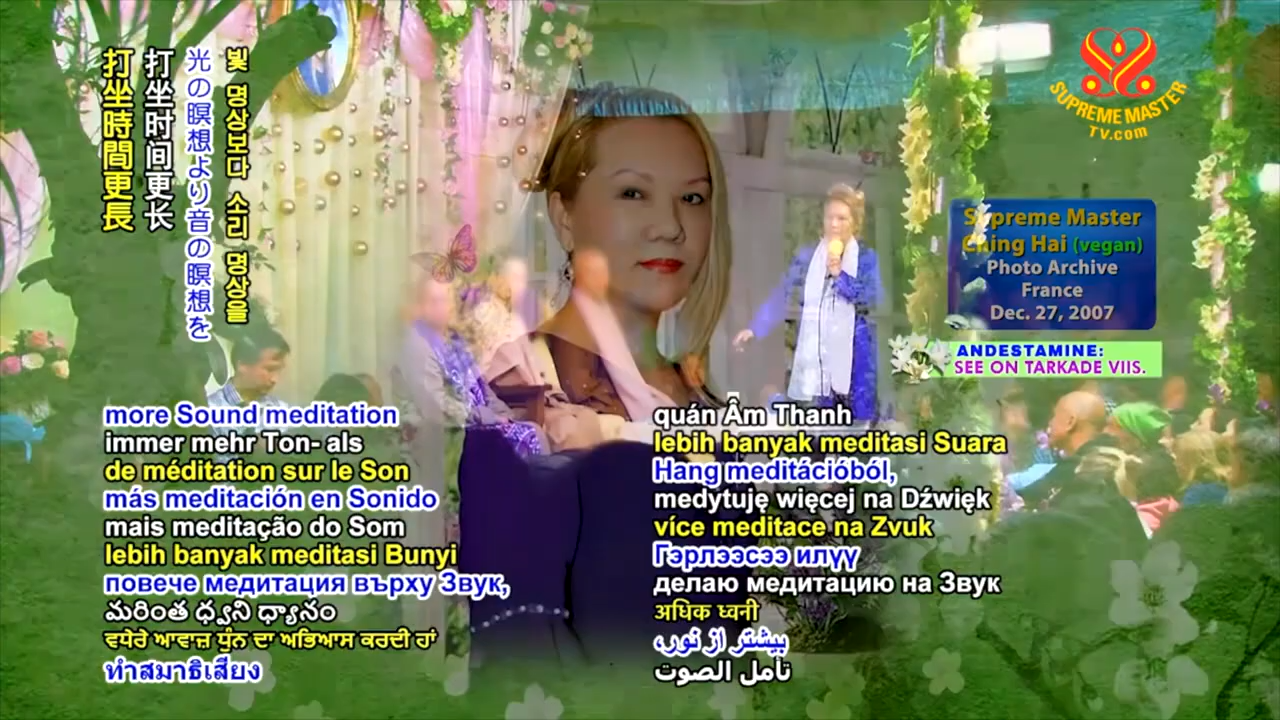 打坐時間更長
打坐时间更长
光の瞑想より音の瞑想を
빛 명상보다 소리 명상을
SUPREME MASTER
TV.com
Supreme Master
Ching Hai (vegan)
Photo Archive
France
Dec. 27, 2007
ANDESTAMINE:
SEE ON TARKADE VIIS.
more Sound meditation
immer mehr Ton- als
de méditation sur le Son
más meditación en Sonido
mais meditação do Som
lebih banyak meditasi Bunyi
повече медитация върху Звук,
మరింత ధ్వని ధ్యానం
ਵਧੇਰੇ ਆਵਾਜ਼ ਧੁੰਨ ਦਾ ਅਭਿਆਸ ਕਰਦੀ ਹਾਂ
ทำสมาธิเสียง
quán Âm Thanh
lebih banyak meditasi Suara
Hang meditációból,
medytuję więcej na Dźwięk
více meditace na Zvuk
Гэрлээсээ илүү
делаю медитацию на Звук
अधिक ध्वनी
بیشتر از نور،
تأمل الصوت